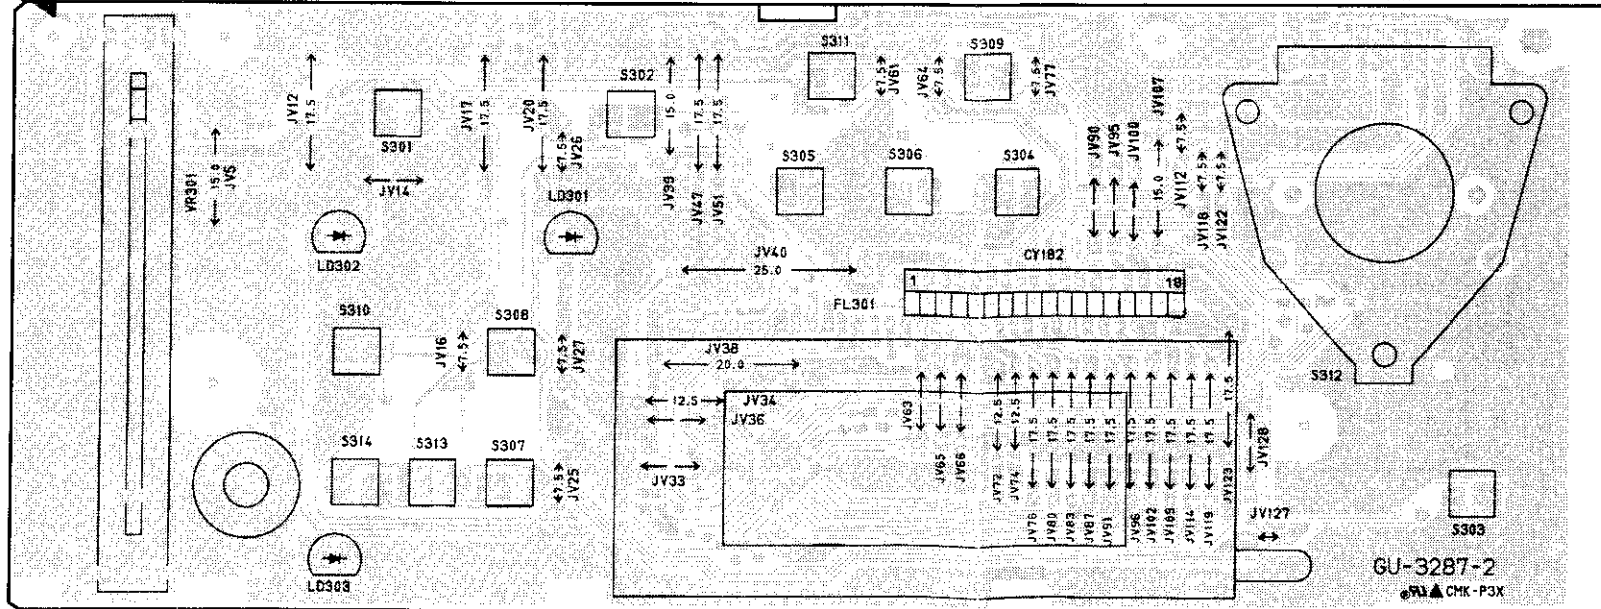 S311
S309
S302
JV12
17.5
JV17
17.5
JV20
17.5
15.0
17.5
17.5
<7.5>
JV61
JV64
<7.5>
<7.5>
JV77
JV107
S301
<7.5>
JV26
S305
S306
S304
JV90
JV95
JV100
<7.5>
JV112
15.0
VR301
15.0
JV5
JV14
LD301
JV39
JV47
JV51
<7.5>
JV118
<7.5>
JV122
LD302
JV40
25.0
CY182
1
18
FL301
S310
S308
JV16
<7.5>
<7.5>
JV27
JV38
20.0
S312
12.5
JV34
JV36
JV63
12.5
12.5
17.5
17.5
17.5
17.5
17.5
17.5
17.5
17.5
17.5
17.5
17.5
JV128
S314
S313
S307
<7.5>
JV25
JV33
JV65
JV66
JV72
JV74
JV123
JV76
JV80
JV83
JV87
JV91
JV96
JV102
JV109
JV114
JV119
JV127
S303
LD303
GU-3287-2
CMK-P3X